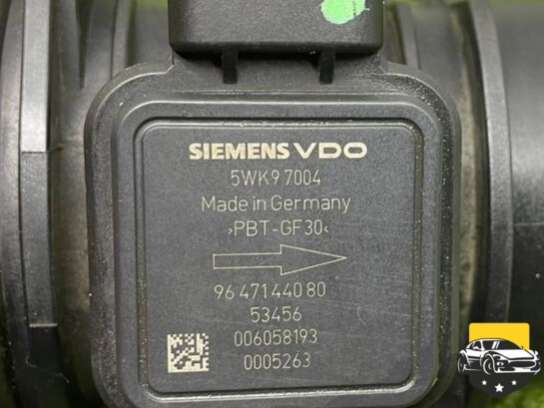 SIEMENS VDO
5WK9 7004
Made in Germany
>PBT-GF30<
96 471 440 80
53456
006058193
0005263